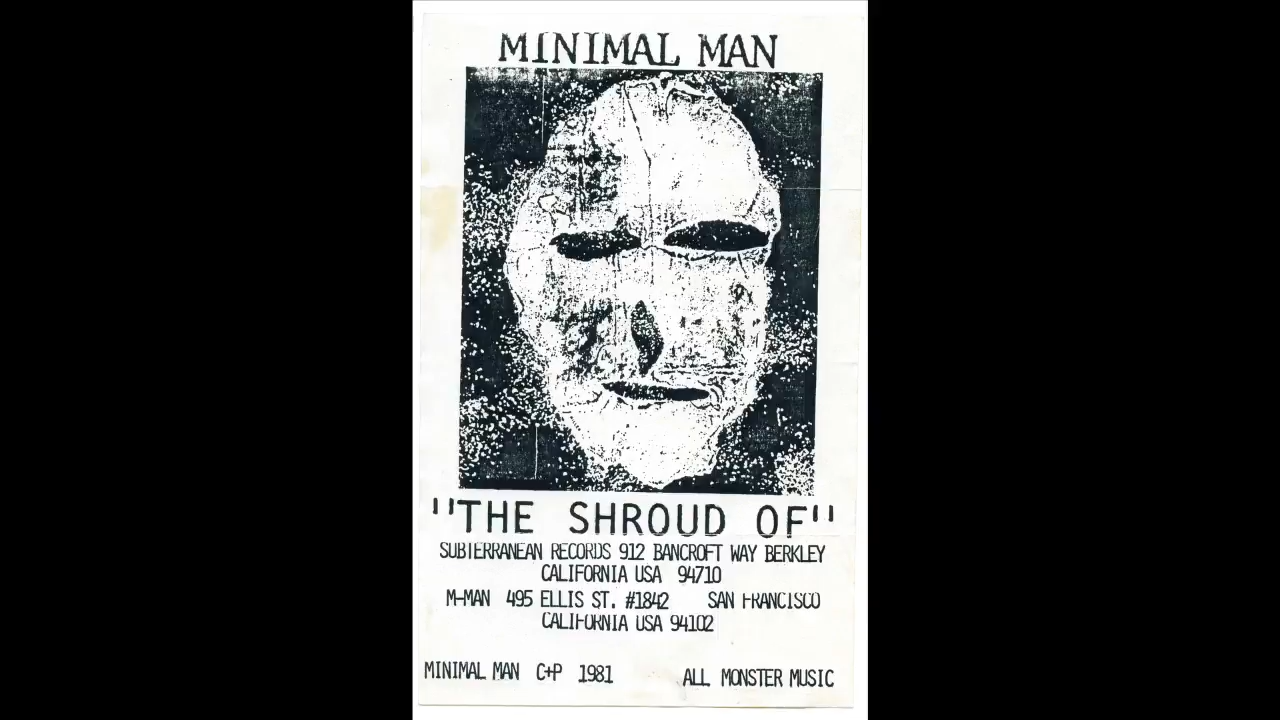 MINIMAL MAN
"THE SHROUD OF"
SUBTERRANEAN RECORDS 912 BANCROFT WAY BERKLEY
CALIFORNIA USA 94710
M-MAN 495 ELLIS ST. #1842 SAN FRANCISCO
CALIFORNIA USA 94102
MINIMAL MAN C+P 1981 ALL MONSTER MUSIC